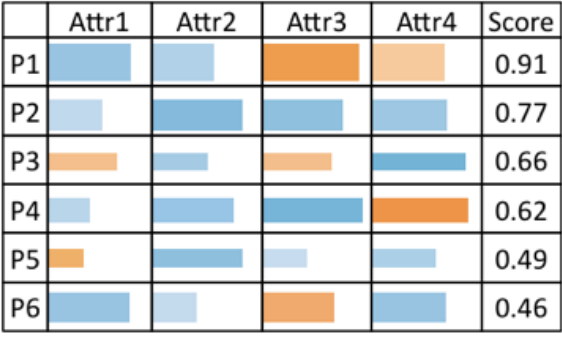 Attr1 Attr2 Attr3 Attr4 Score
P1 0.91
P2 0.77
P3 0.66
P4 0.62
P5 0.49
P6 0.46